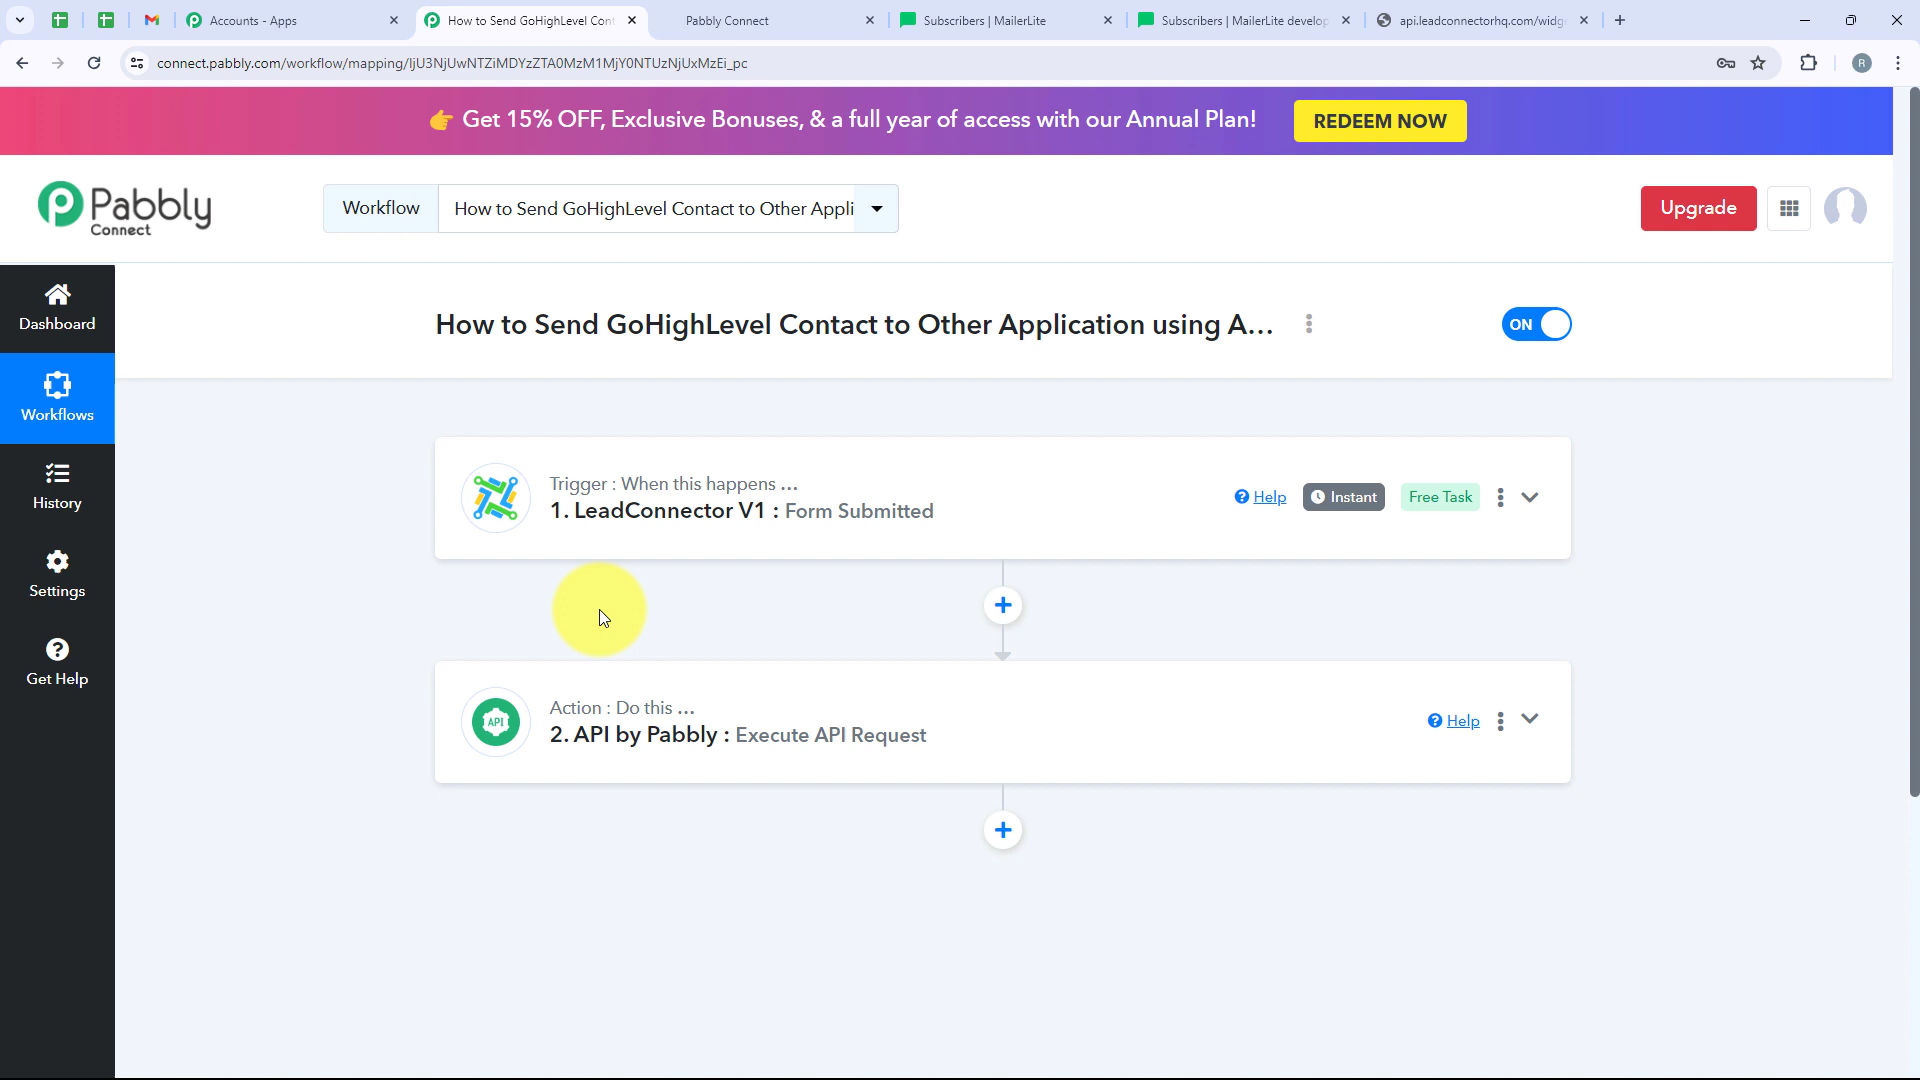 Accounts - Apps
How to Send GoHighLevel Cont
Pabbly Connect
Subscribers | MailerLite
Subscribers | MailerLite develop
api.leadconnectorhq.com/widg
connect.pabbly.com/workflow/mapping/IjU3NjUwNTZiMDYzZTA0MzM1MjY0NTUzNjUxMzEi_pc
R
Get 15% OFF, Exclusive Bonuses, & a full year of access with our Annual Plan!
REDEEM NOW
Pabbly
Connect
Workflow
How to Send GoHighLevel Contact to Other Appli
Upgrade
Dashboard
Workflows
History
Settings
Get Help
How to Send GoHighLevel Contact to Other Application using A...
ON
Trigger : When this happens ...
1. LeadConnector V1 : Form Submitted
Help
Instant
Free Task
API
Action : Do this ...
2. API by Pabbly : Execute API Request
Help